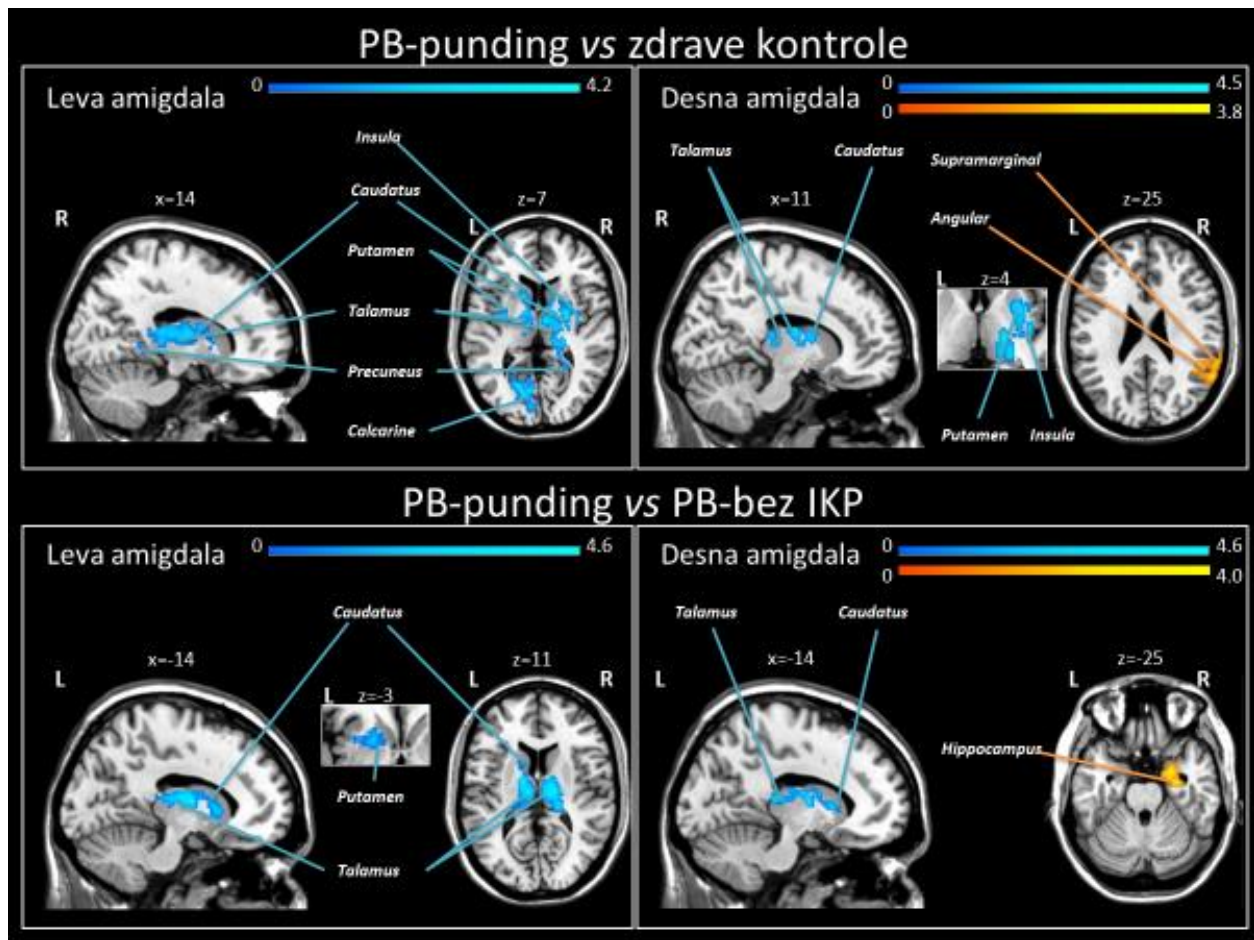 PB-punding vs zdrave kontrole
Leva amigdala
0
4.2
Insula
Caudatus
x=14
z=7
R
L
R
Putamen
Talamus
Precuneus
Calcarine
Desna amigdala
0
4.5
0
3.8
Talamus
Caudatus
Supramarginal
x=11
z=25
R
Angular
L
R
L
z=4
Putamen
Insula
PB-punding vs PB-bez IKP
Leva amigdala
0
4.6
Caudatus
x=-14
z=11
L
L
z=-3
L
R
Putamen
Talamus
Desna amigdala
0
4.6
0
4.0
Talamus
Caudatus
x=-14
z=-25
L
L
R
Hippocampus